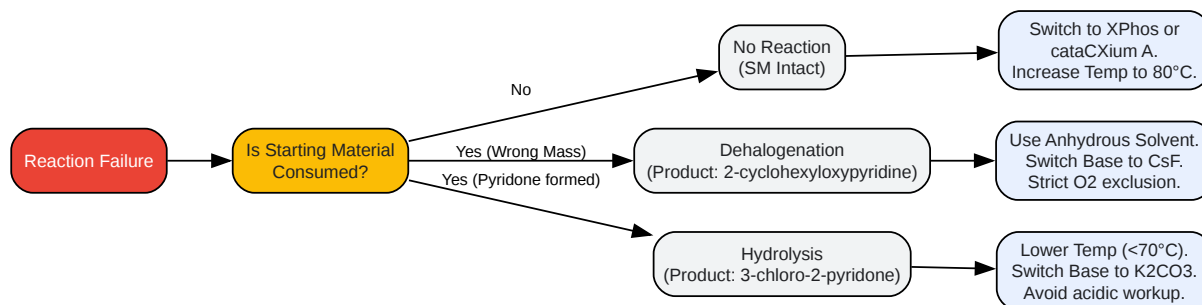 Reaction Failure
Is Starting Material
Consumed?
No
Yes (Wrong Mass)
Yes (Pyridone formed)
No Reaction
(SM Intact)
Switch to XPhos or
cataCXium A.
Increase Temp to 80°C.
Dehalogenation
(Product: 2-cyclohexyloxypyridine)
Use Anhydrous Solvent.
Switch Base to CsF.
Strict O2 exclusion.
Hydrolysis
(Product: 3-chloro-2-pyridone)
Lower Temp (<70°C).
Switch Base to K2CO3.
Avoid acidic workup.